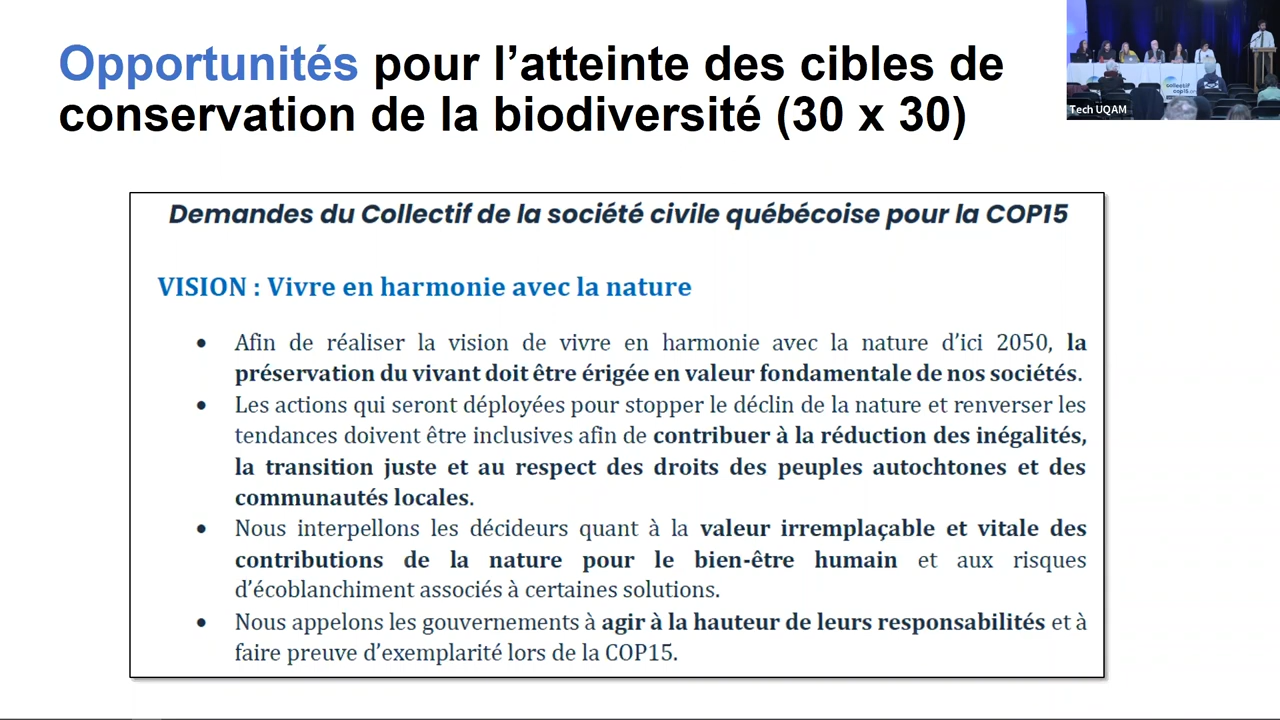 Opportunités pour l’atteinte des cibles de
conservation de la biodiversité (30 x 30)
Tech UQAM
collectif
cop15.org
Demandes du Collectif de la société civile québécoise pour la COP15
VISION : Vivre en harmonie avec la nature
• Afin de réaliser la vision de vivre en harmonie avec la nature d’ici 2050, la
préservation du vivant doit être érigée en valeur fondamentale de nos sociétés.
• Les actions qui seront déployées pour stopper le déclin de la nature et renverser les
tendances doivent être inclusives afin de contribuer à la réduction des inégalités,
la transition juste et au respect des droits des peuples autochtones et des
communautés locales.
• Nous interpellons les décideurs quant à la valeur irremplaçable et vitale des
contributions de la nature pour le bien-être humain et aux risques
d’écoblanchiment associés à certaines solutions.
• Nous appelons les gouvernements à agir à la hauteur de leurs responsabilités et à
faire preuve d’exemplarité lors de la COP15.